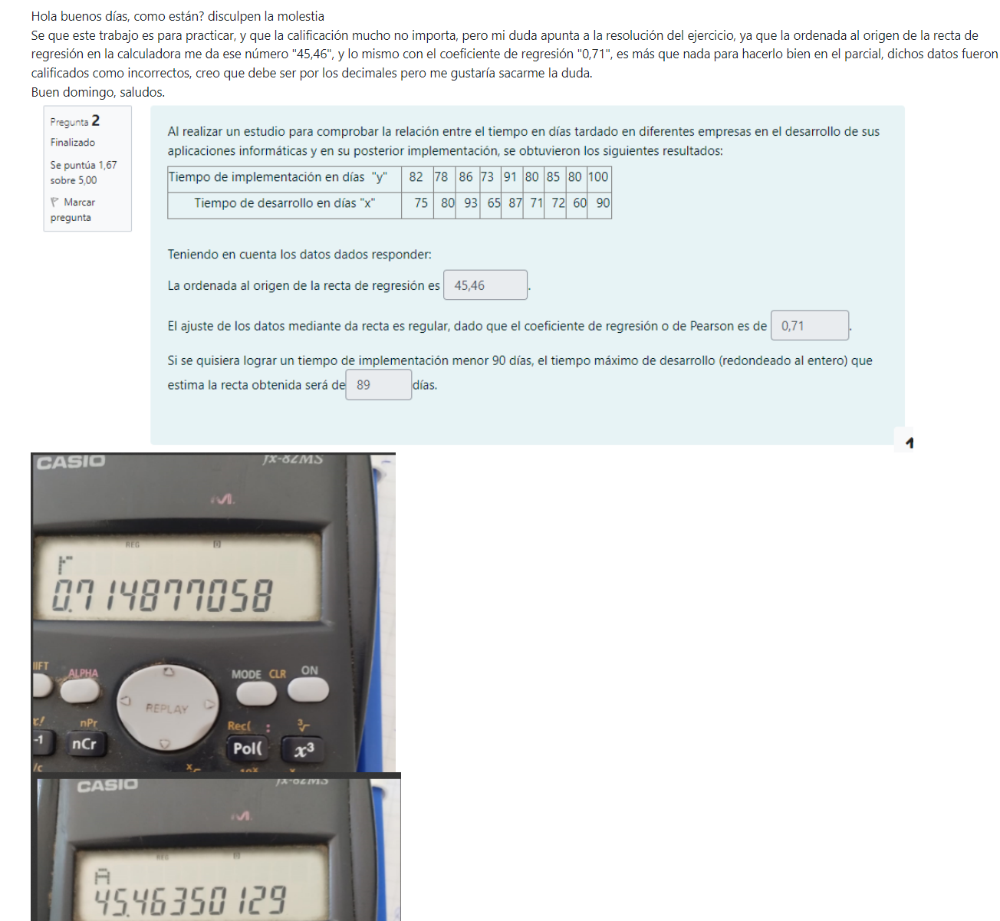 Hola buenos días, como están? disculpen la molestia
Se que este trabajo es para practicar, y que la calificación mucho no importa, pero mi duda apunta a la resolución del ejercicio, ya que la ordenada al origen de la recta de
regresión en la calculadora me da ese número "45,46", y lo mismo con el coeficiente de regresión "0,71", es más que nada para hacerlo bien en el parcial, dichos datos fueron
calificados como incorrectos, creo que debe ser por los decimales pero me gustaría sacarme la duda.
Buen domingo, saludos.
Pregunta 2
Finalizado
Se puntúa 1,67
sobre 5,00
Marcar
pregunta
Al realizar un estudio para comprobar la relación entre el tiempo en días tardado en diferentes empresas en el desarrollo de sus
aplicaciones informáticas y en su posterior implementación, se obtuvieron los siguientes resultados:
Tiempo de implementación en días "y" 82 78 86 73 91 80 85 80 100
Tiempo de desarrollo en días "x" 75 80 93 65 87 71 72 60 90
Teniendo en cuenta los datos dados responder:
La ordenada al origen de la recta de regresión es 45,46 .
El ajuste de los datos mediante da recta es regular, dado que el coeficiente de regresión o de Pearson es de 0,71 .
Si se quisiera lograr un tiempo de implementación menor 90 días, el tiempo máximo de desarrollo (redondeado al entero) que
estima la recta obtenida será de 89 días.
1
CASIO fx-82MS
REG D
r
0.714877058
ALPHA MODE CLR ON
REPLAY
x! nPr Rec( : 3√
-1 nCr Pol( x3
CASIO fx-82MS
REG D
A
45.46350129